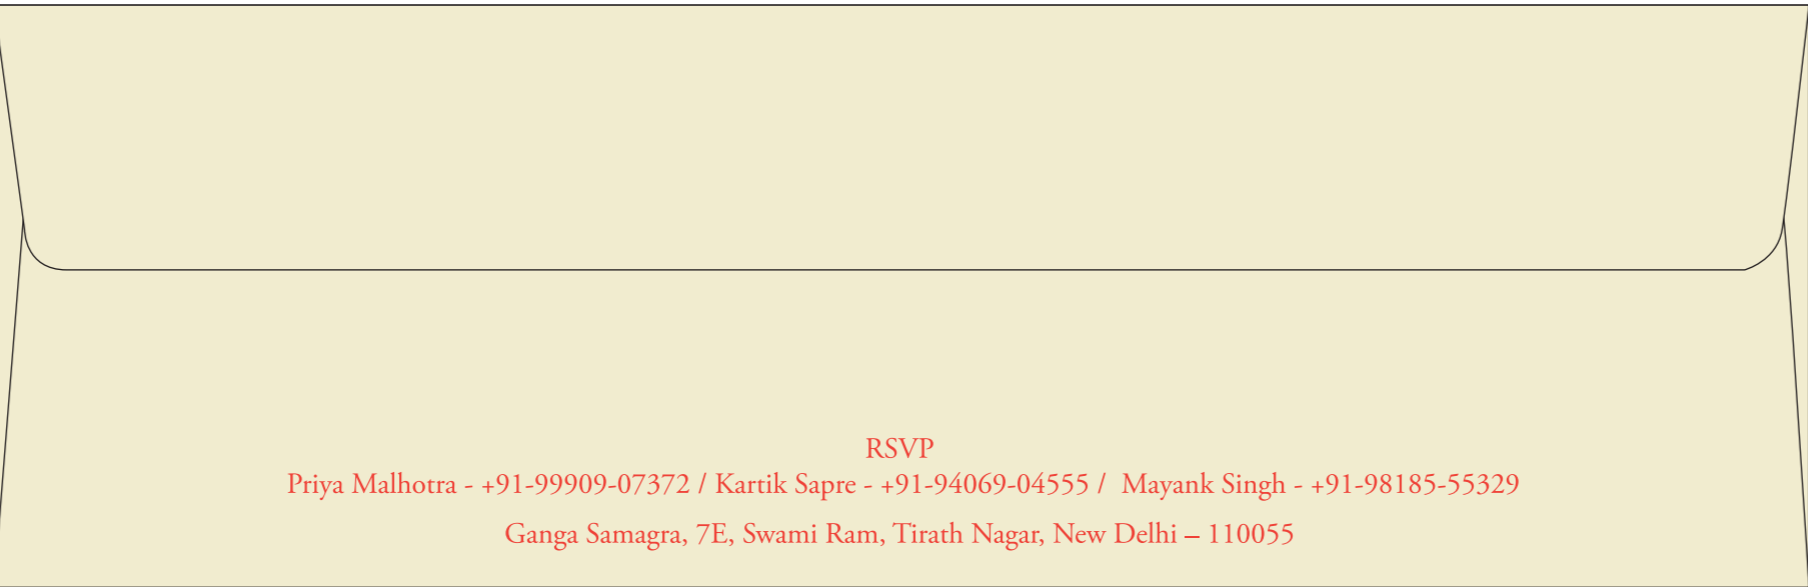 RSVP
Priya Malhotra - +91-99909-07372 / Kartik Sapre - +91-94069-04555 / Mayank Singh - +91-98185-55329
Ganga Samagra, 7E, Swami Ram, Tirath Nagar, New Delhi – 110055